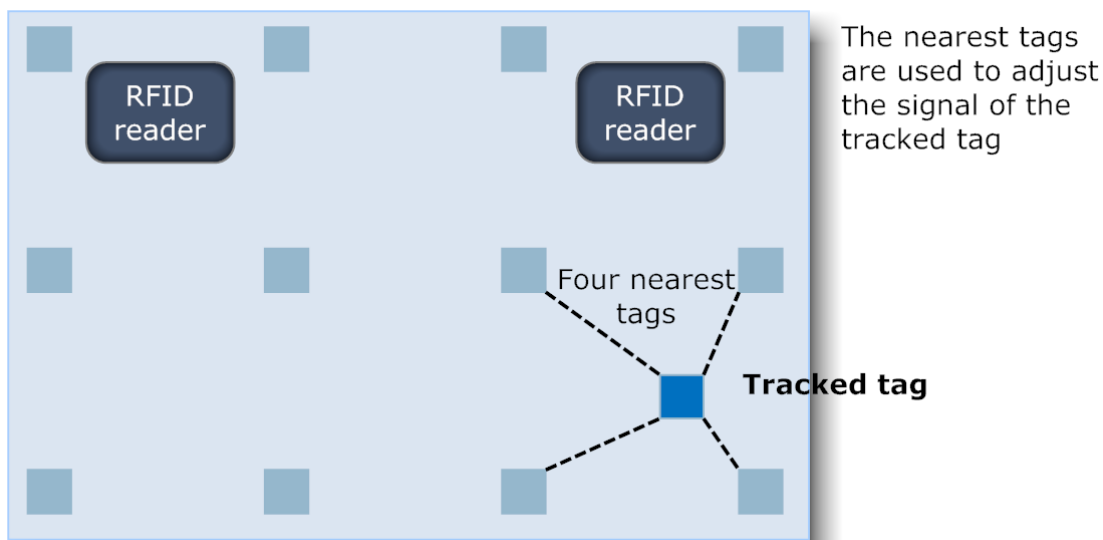 The nearest tags
are used to adjust
the signal of the
tracked tag
RFID
reader
RFID
reader
Four nearest
tags
Tracked tag